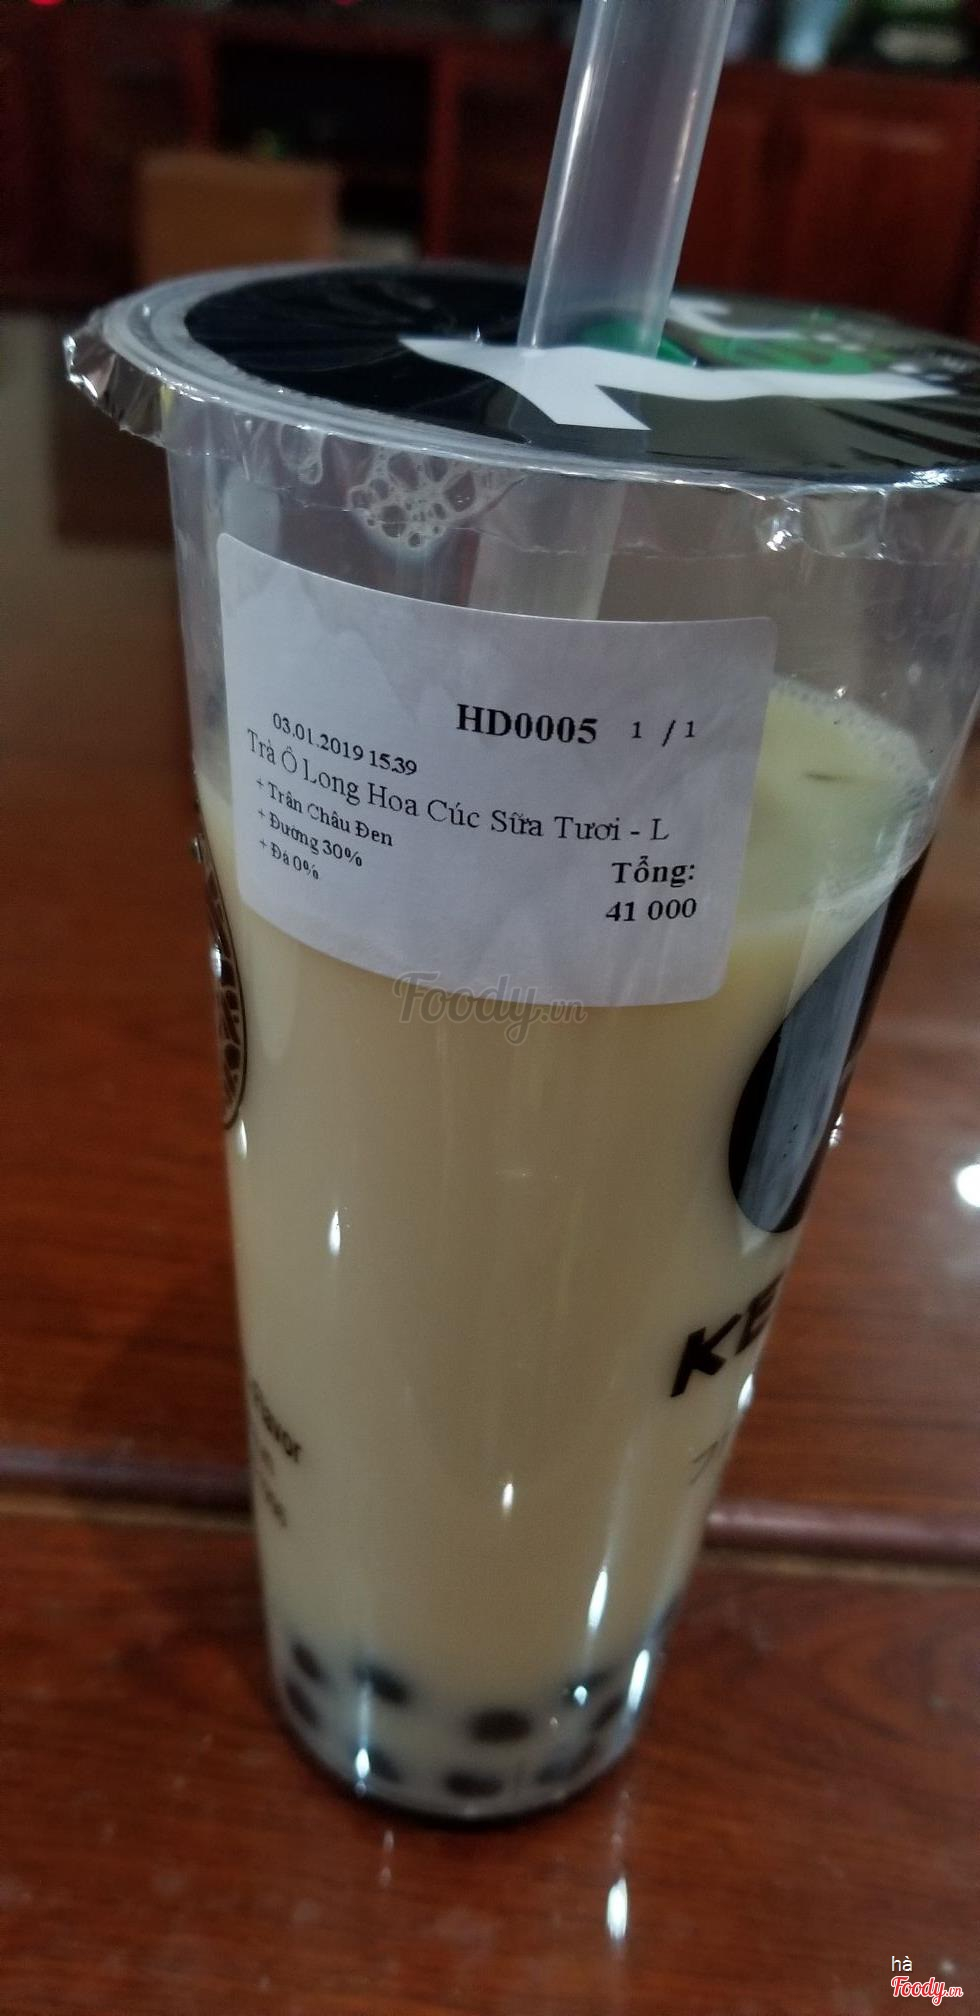 HD0005 1 / 1
03.01.2019 15:39
Trà Ô Long Hoa Cúc Sữa Tươi - L
+ Trân Châu Đen
+ Đường 30%
+ Đá 0%
Tổng:
41 000
Foody.vn
KE
Flavor
hà
Foody.vn